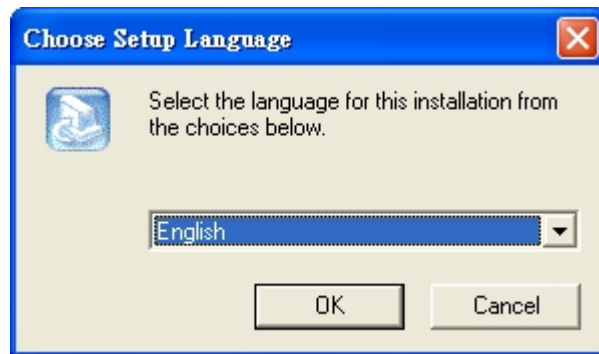 Choose Setup Language
Select the language for this installation from
the choices below.
English
OK
Cancel